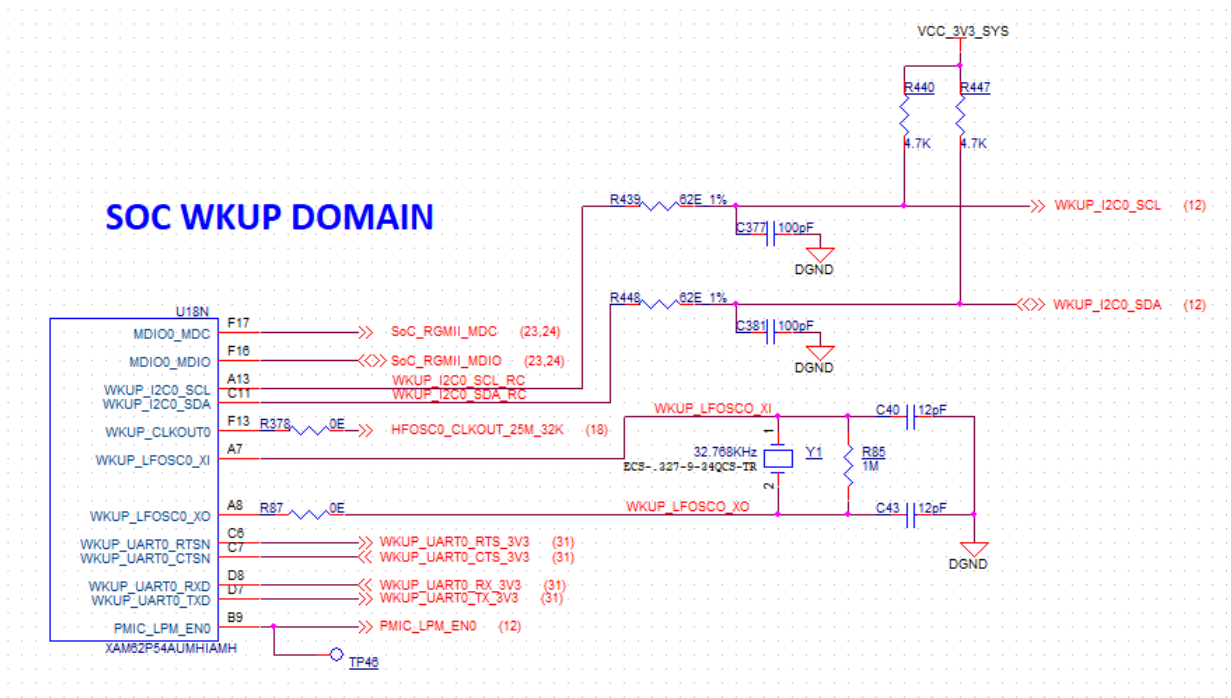 VCC_3V3_SYS
R440 R447
4.7K 4.7K
SOC WKUP DOMAIN
R439 62E 1%
WKUP_I2C0_SCL (12)
C377 100pF
DGND
R448 62E 1%
WKUP_I2C0_SDA (12)
C381 100pF
DGND
U18N
MDIO0_MDC F17 SoC_RGMII_MDC (23,24)
MDIO0_MDIO F16 SoC_RGMII_MDIO (23,24)
WKUP_I2C0_SCL A13 WKUP_I2C0_SCL_RC
WKUP_I2C0_SDA C11 WKUP_I2C0_SDA_RC
WKUP_CLKOUT0 F13 R378 0E HFOSC0_CLKOUT_25M_32K (18)
WKUP_LFOSC0_XI A7
WKUP_LFOSCO_XI
C40 12pF
1
32.768KHz Y1
ECS-.327-9-34QCS-TR
R85
1M
2
WKUP_LFOSC0_XO A8 R87 0E
WKUP_LFOSCO_XO
C43 12pF
DGND
WKUP_UART0_RTSN C6 WKUP_UART0_RTS_3V3 (31)
WKUP_UART0_CTSN C7 WKUP_UART0_CTS_3V3 (31)
WKUP_UART0_RXD D8 WKUP_UART0_RX_3V3 (31)
WKUP_UART0_TXD D7 WKUP_UART0_TX_3V3 (31)
PMIC_LPM_EN0 B9 PMIC_LPM_EN0 (12)
XAM62P54AUMHIAMH
TP46